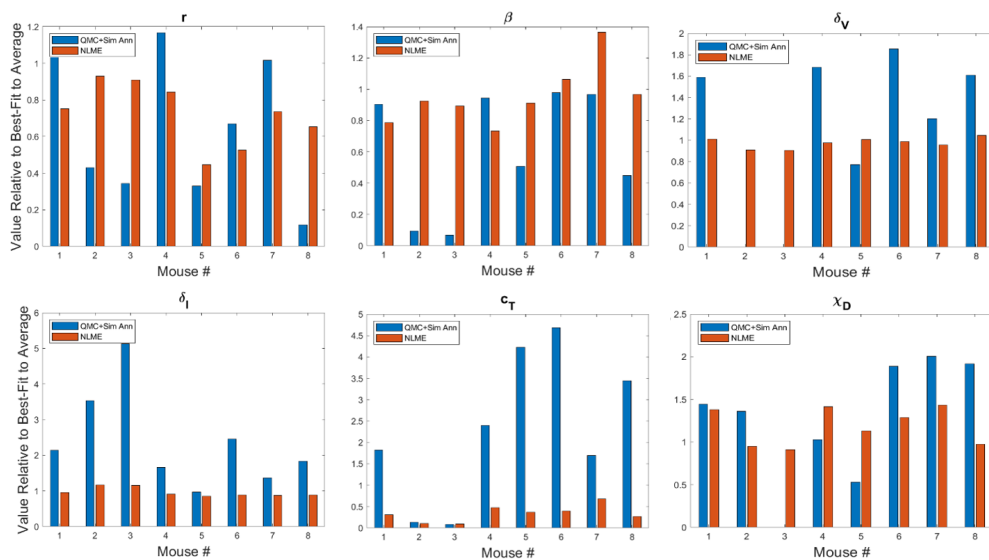 r
Value Relative to Best-Fit to Average
1.2
1
0.8
0.6
0.4
0.2
0
QMC+Sim Ann
NLME
1 2 3 4 5 6 7 8
Mouse #
β
1.4
1.2
1
0.8
0.6
0.4
0.2
0
QMC+Sim Ann
NLME
1 2 3 4 5 6 7 8
Mouse #
δV
2
1.8
1.6
1.4
1.2
1
0.8
0.6
0.4
0.2
0
QMC+Sim Ann
NLME
1 2 3 4 5 6 7 8
Mouse #
δI
Value Relative to Best-Fit to Average
6
5
4
3
2
1
0
QMC+Sim Ann
NLME
1 2 3 4 5 6 7 8
Mouse #
cT
5
4.5
4
3.5
3
2.5
2
1.5
1
0.5
0
QMC+Sim Ann
NLME
1 2 3 4 5 6 7 8
Mouse #
χD
2.5
2
1.5
1
0.5
0
QMC+Sim Ann
NLME
1 2 3 4 5 6 7 8
Mouse #